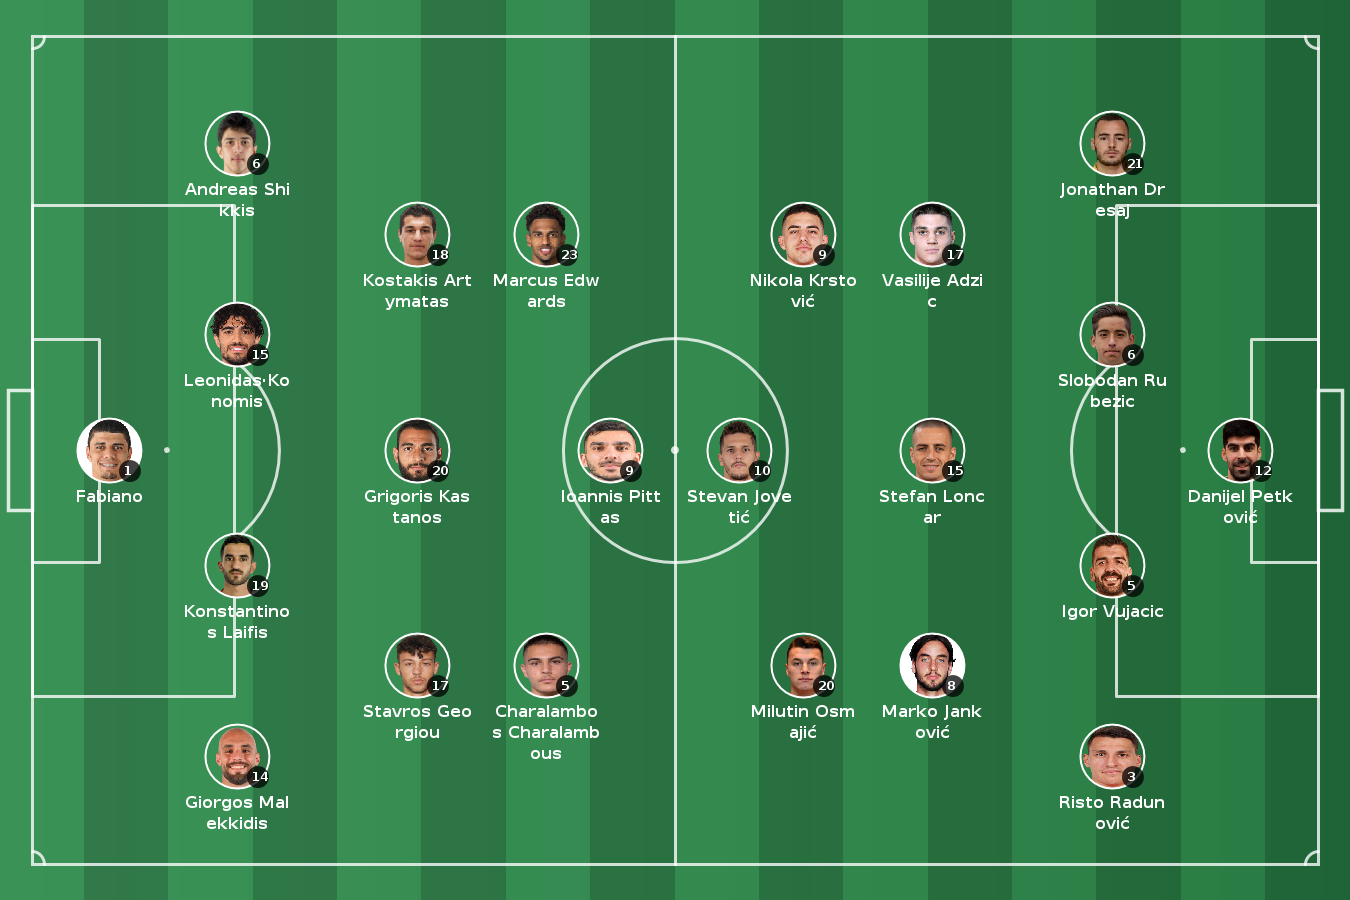 6
Andreas Shi
kkis
21
Jonathan Dr
esaj
18
Kostakis Art
ymatas
23
Marcus Edw
ards
9
Nikola Krsto
vić
17
Vasilije Adzi
c
15
Leonidas·Ko
nomis
6
Slobodan Ru
bezic
1
Fabiano
20
Grigoris Kas
tanos
9
Ioannis Pitt
as
10
Stevan Jove
tić
15
Stefan Lonc
ar
12
Danijel Petk
ović
19
Konstantino
s Laifis
5
Igor Vujacic
17
Stavros Geo
rgiou
5
Charalambo
s Charalamb
ous
20
Milutin Osm
ajić
8
Marko Jank
ović
14
Giorgos Mal
ekkidis
3
Risto Radun
ović